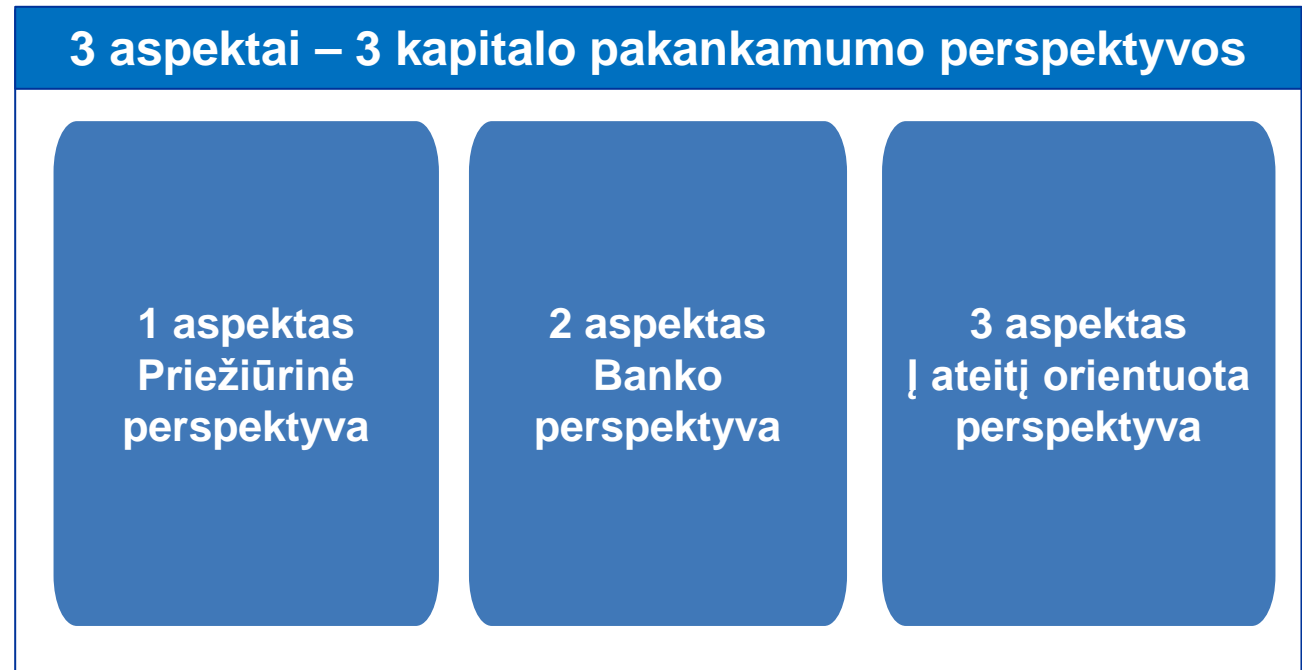 3 aspektai – 3 kapitalo pakankamumo perspektyvos
1 aspektas
Priežiūrinė
perspektyva
2 aspektas
Banko
perspektyva
3 aspektas
Į ateitį orientuota
perspektyva